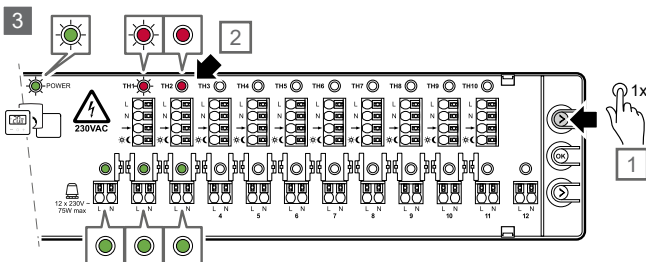 3
2
1x
POWER
TH1 TH2 TH3 TH4 TH5 TH6 TH7 TH8 TH9 TH10
L
N
230VAC
OK
1
12 x 230V ~
75W max
L N L N L N L N L N L N L N L N L N L N L N L N
4 5 6 7 8 9 10 11 12